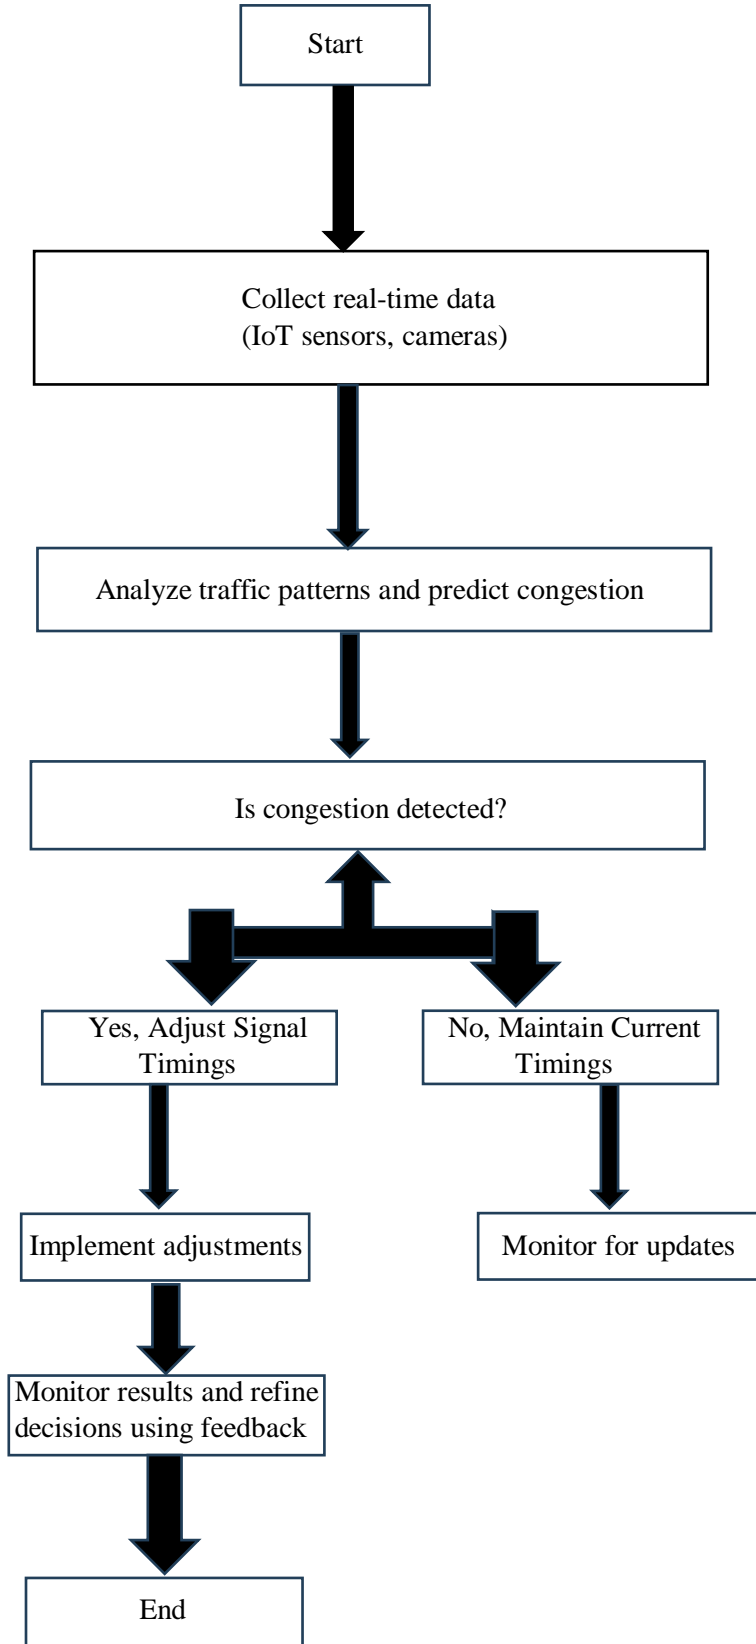 Start
Collect real-time data
(IoT sensors, cameras)
Analyze traffic patterns and predict congestion
Is congestion detected?
Yes, Adjust Signal
Timings
No, Maintain Current
Timings
Implement adjustments
Monitor for updates
Monitor results and refine
decisions using feedback
End